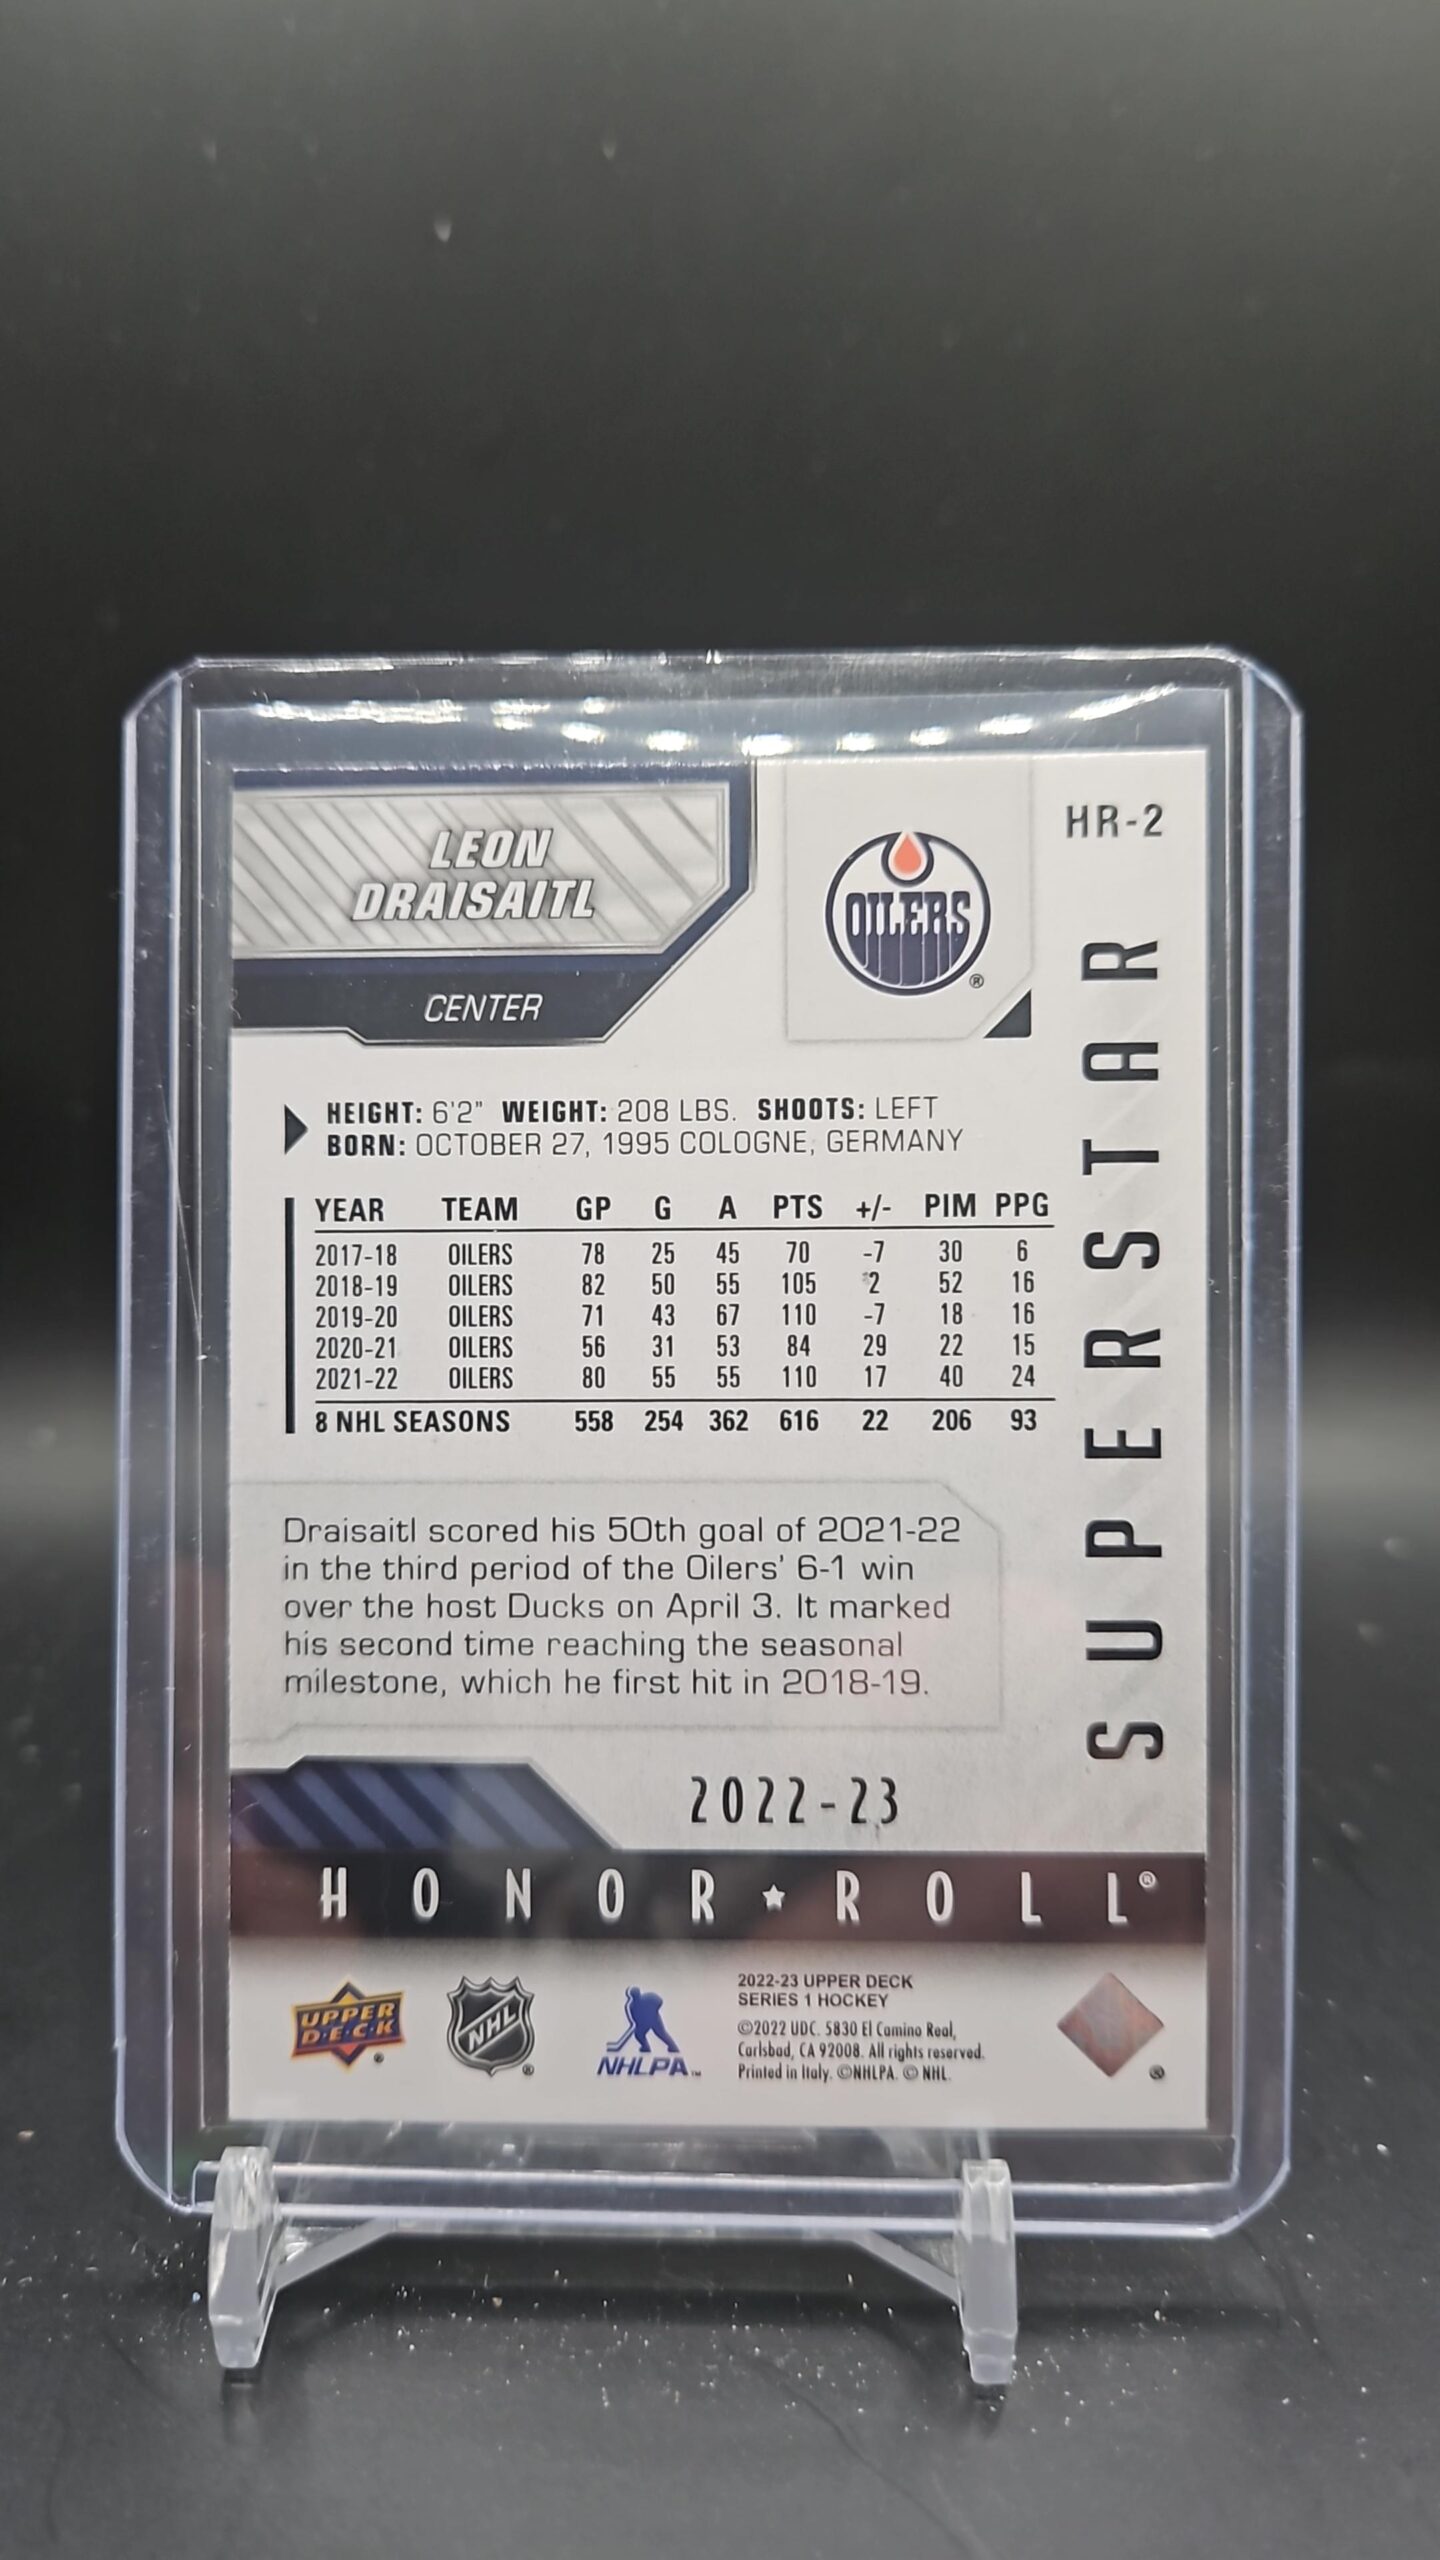 LEON
DRAISAITL
CENTER
OILERS ®
HR-2
SUPERSTAR
HEIGHT: 6'2" WEIGHT: 208 LBS. SHOOTS: LEFT
BORN: OCTOBER 27, 1995 COLOGNE, GERMANY
YEAR TEAM GP G A PTS +/- PIM PPG
2017-18 OILERS 78 25 45 70 -7 30 6
2018-19 OILERS 82 50 55 105 2 52 16
2019-20 OILERS 71 43 67 110 -7 18 16
2020-21 OILERS 56 31 53 84 29 22 15
2021-22 OILERS 80 55 55 110 17 40 24
8 NHL SEASONS 558 254 362 616 22 206 93
Draisaitl scored his 50th goal of 2021-22
in the third period of the Oilers' 6-1 win
over the host Ducks on April 3. It marked
his second time reaching the seasonal
milestone, which he first hit in 2018-19.
2022-23
HONOR ★ ROLL®
UPPER
DECK ®
NHL ®
NHLPA™
2022-23 UPPER DECK
SERIES 1 HOCKEY
©2022 UDC. 5830 El Camino Real,
Carlsbad, CA 92008. All rights reserved.
Printed in Italy. ©NHLPA. © NHL.
®